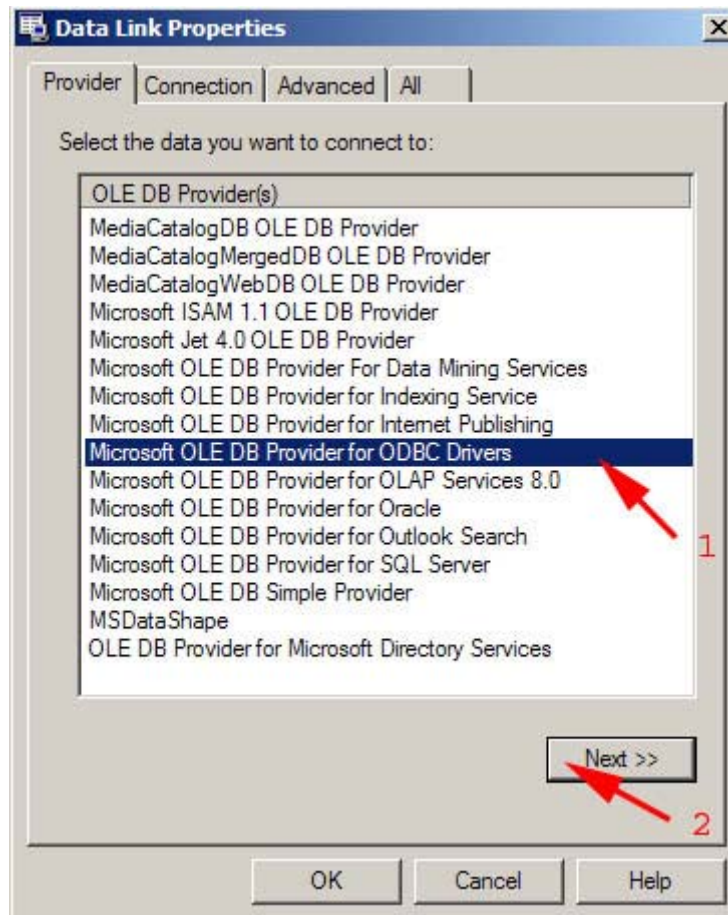 Data Link Properties
Provider
Connection
Advanced
All
Select the data you want to connect to:
OLE DB Provider(s)
MediaCatalogDB OLE DB Provider
MediaCatalogMergedDB OLE DB Provider
MediaCatalogWebDB OLE DB Provider
Microsoft ISAM 1.1 OLE DB Provider
Microsoft Jet 4.0 OLE DB Provider
Microsoft OLE DB Provider For Data Mining Services
Microsoft OLE DB Provider for Indexing Service
Microsoft OLE DB Provider for Internet Publishing
Microsoft OLE DB Provider for ODBC Drivers
Microsoft OLE DB Provider for OLAP Services 8.0
Microsoft OLE DB Provider for Oracle
Microsoft OLE DB Provider for Outlook Search
Microsoft OLE DB Provider for SQL Server
Microsoft OLE DB Simple Provider
MSDataShape
OLE DB Provider for Microsoft Directory Services
1
Next >>
2
OK
Cancel
Help